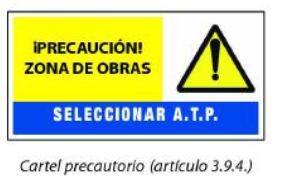 ¡PRECAUCIÓN!
ZONA DE OBRAS
SELECCIONAR A.T.P.
Cartel precautorio (artículo 3.9.4.)